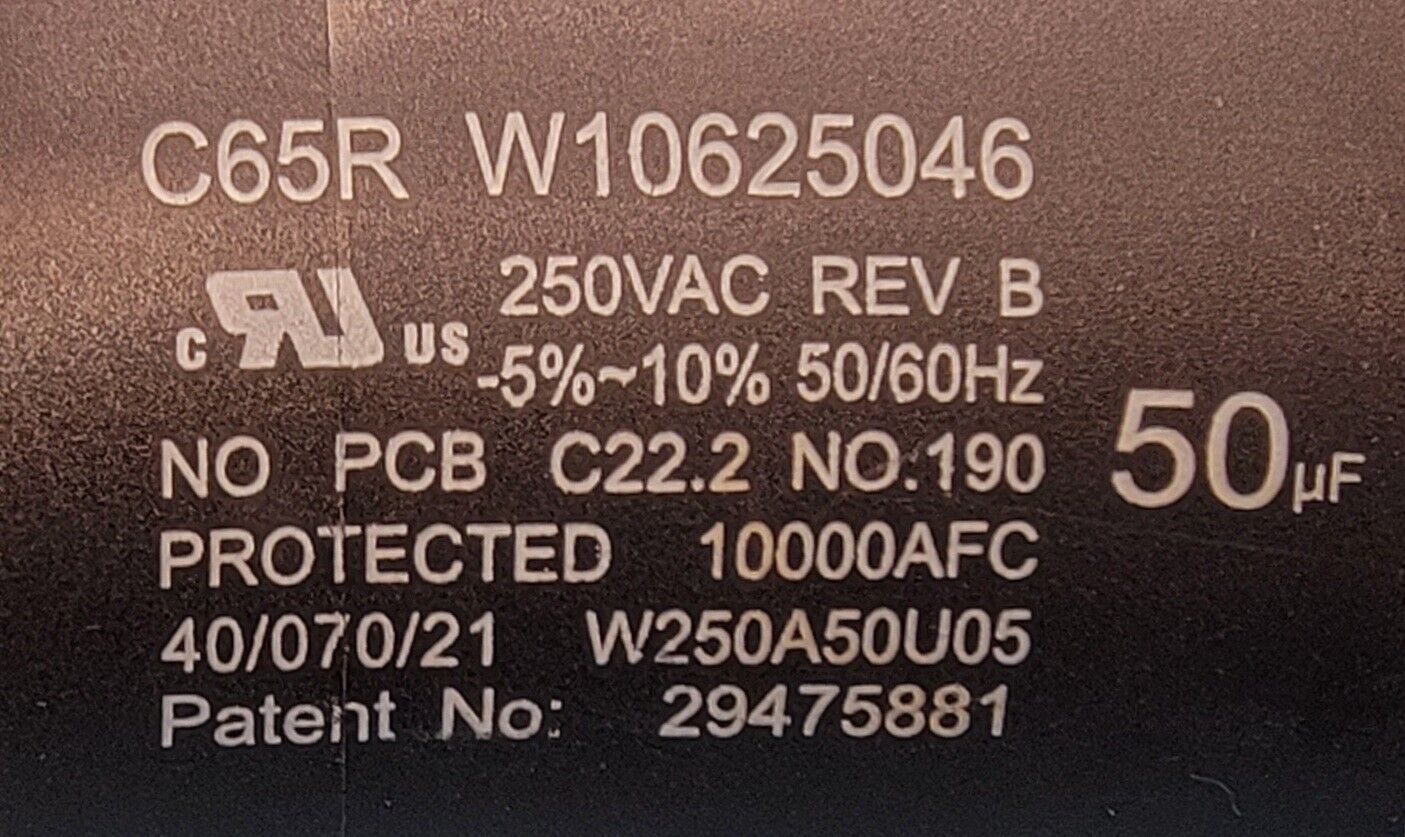 C65R W10625046
250VAC REV B
c RU US
-5%~10% 50/60Hz
50µF
NO PCB C22.2 NO.190
PROTECTED 10000AFC
40/070/21 W250A50U05
Patent No: 29475881